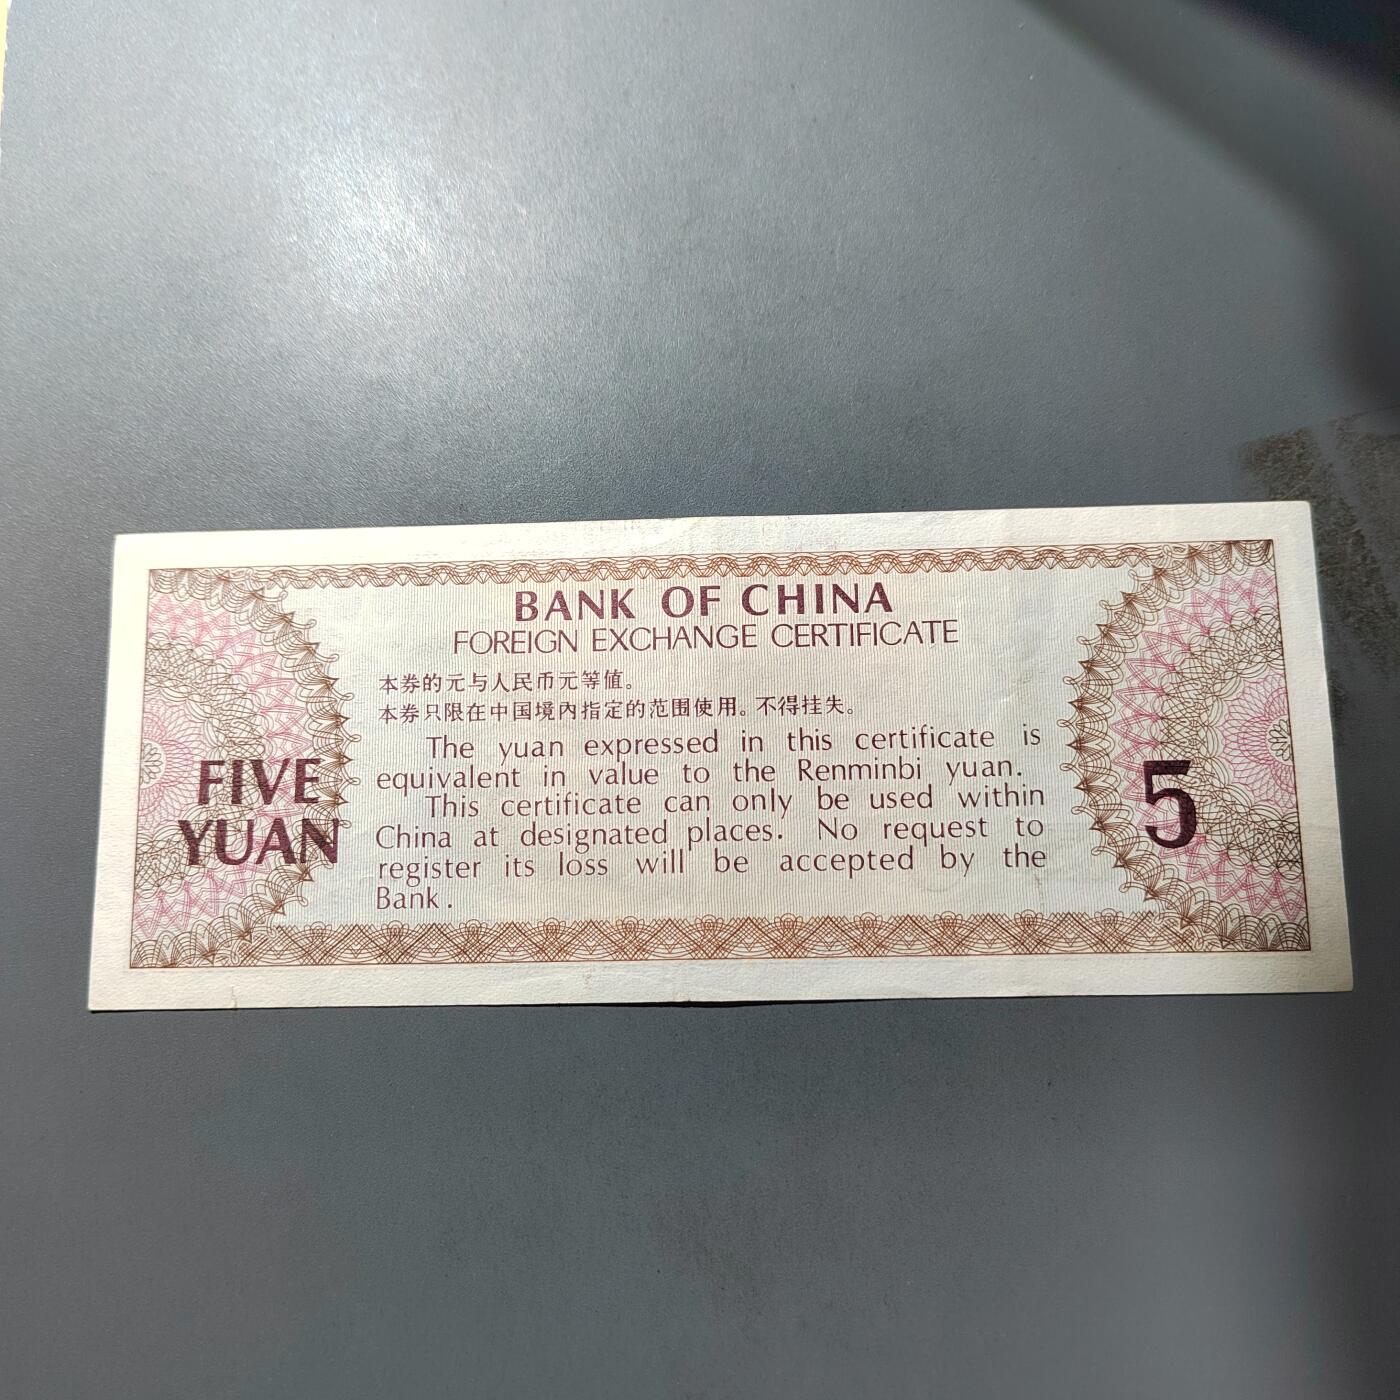 BANK OF CHINA
FOREIGN EXCHANGE CERTIFICATE
本券的元与人民币元等值。
本券只限在中国境内指定的范围使用。不得挂失。
The yuan expressed in this certificate is
equivalent in value to the Renminbi yuan.
This certificate can only be used within
China at designated places. No request to
register its loss will be accepted by the
Bank.
FIVE
YUAN
5